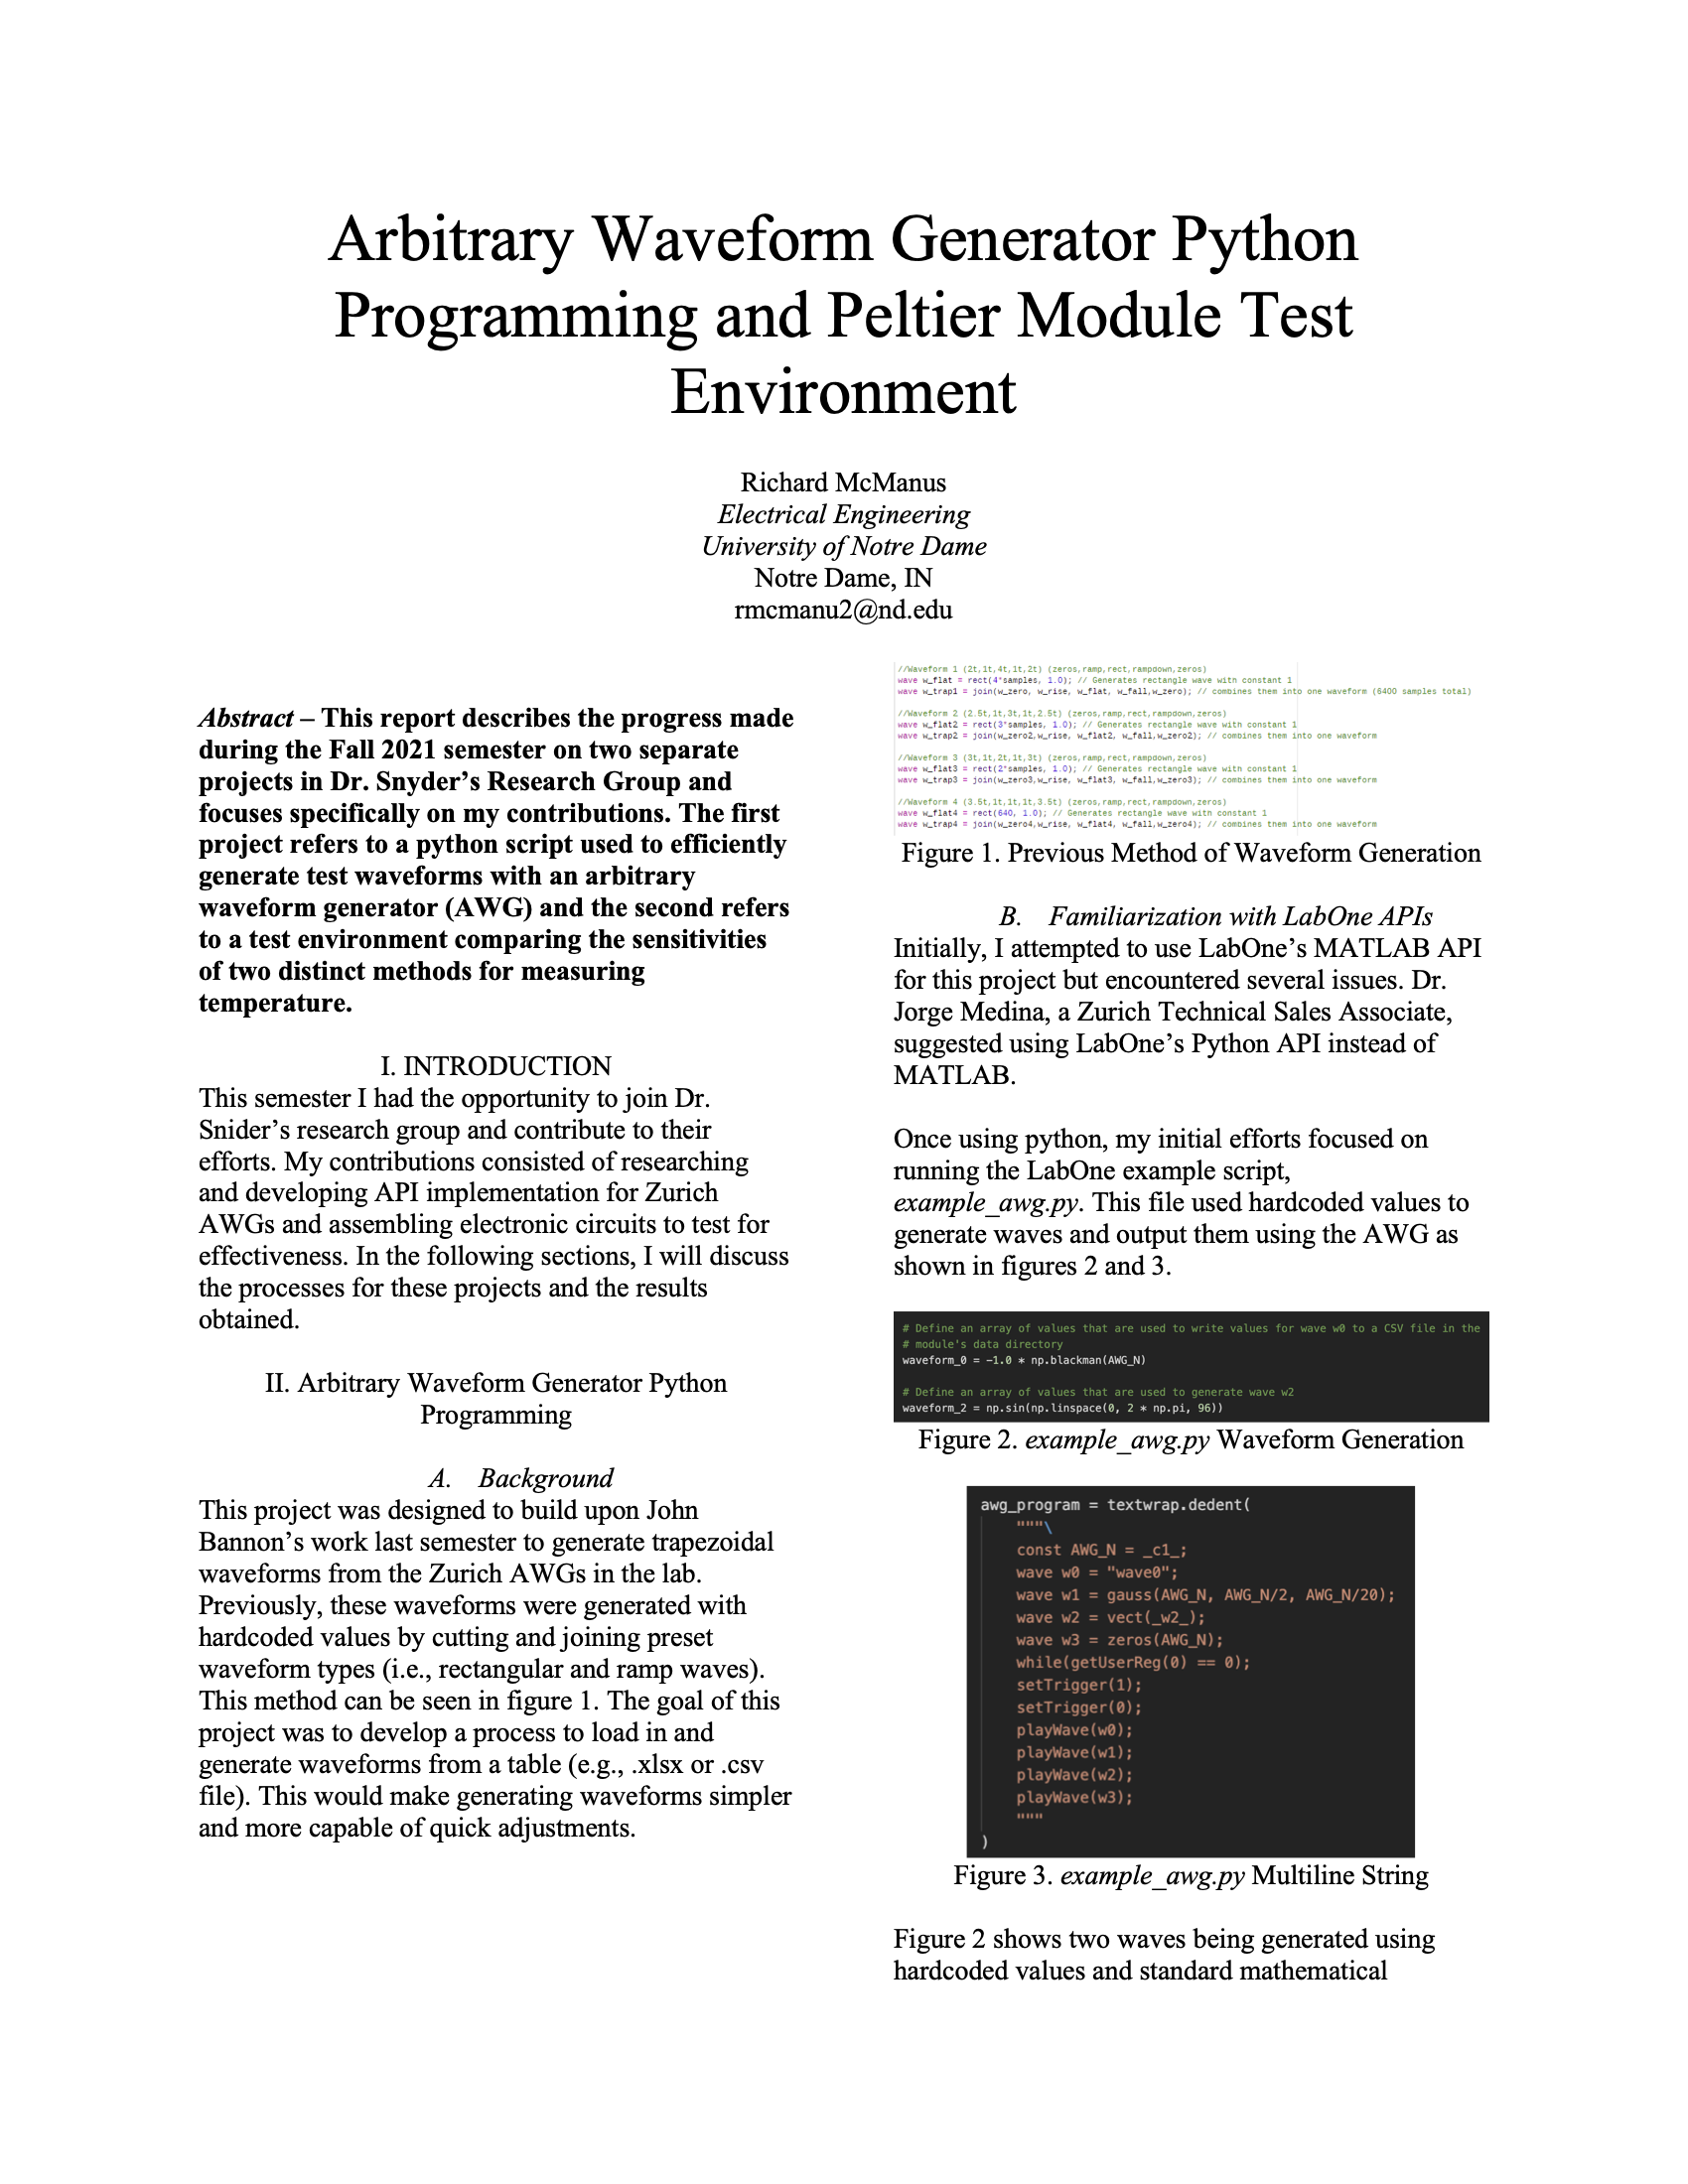 Arbitrary Waveform Generator Python
Programming and Peltier Module Test
Environment
Richard McManus
Electrical Engineering
University of Notre Dame
Notre Dame, IN
rmcmanu2@nd.edu
Abstract – This report describes the progress made
during the Fall 2021 semester on two separate
projects in Dr. Snyder’s Research Group and
focuses specifically on my contributions. The first
project refers to a python script used to efficiently
generate test waveforms with an arbitrary
waveform generator (AWG) and the second refers
to a test environment comparing the sensitivities
of two distinct methods for measuring
temperature.
I. INTRODUCTION
This semester I had the opportunity to join Dr.
Snider’s research group and contribute to their
efforts. My contributions consisted of researching
and developing API implementation for Zurich
AWGs and assembling electronic circuits to test for
effectiveness. In the following sections, I will discuss
the processes for these projects and the results
obtained.
II. Arbitrary Waveform Generator Python
Programming
A. Background
This project was designed to build upon John
Bannon’s work last semester to generate trapezoidal
waveforms from the Zurich AWGs in the lab.
Previously, these waveforms were generated with
hardcoded values by cutting and joining preset
waveform types (i.e., rectangular and ramp waves).
This method can be seen in figure 1. The goal of this
project was to develop a process to load in and
generate waveforms from a table (e.g., .xlsx or .csv
file). This would make generating waveforms simpler
and more capable of quick adjustments.
//Waveform 1 (2t,1t,4t,1t,2t) (zeros,ramp,rect,rampdown,zeros)
wave w_flat = rect(4*samples, 1.0); // Generates rectangle wave with constant 1
wave w_trap1 = join(w_zero, w_rise, w_flat, w_fall,w_zero); // combines them into one waveform (6400 samples total)
//Waveform 2 (2.5t,1t,3t,1t,2.5t) (zeros,ramp,rect,rampdown,zeros)
wave w_flat2 = rect(3*samples, 1.0); // Generates rectangle wave with constant 1
wave w_trap2 = join(w_zero2,w_rise, w_flat2, w_fall,w_zero2); // combines them into one waveform
//Waveform 3 (3t,1t,2t,1t,3t) (zeros,ramp,rect,rampdown,zeros)
wave w_flat3 = rect(2*samples, 1.0); // Generates rectangle wave with constant 1
wave w_trap3 = join(w_zero3,w_rise, w_flat3, w_fall,w_zero3); // combines them into one waveform
//Waveform 4 (3.5t,1t,1t,1t,3.5t) (zeros,ramp,rect,rampdown,zeros)
wave w_flat4 = rect(640, 1.0); // Generates rectangle wave with constant 1
wave w_trap4 = join(w_zero4,w_rise, w_flat4, w_fall,w_zero4); // combines them into one waveform
Figure 1. Previous Method of Waveform Generation
B. Familiarization with LabOne APIs
Initially, I attempted to use LabOne’s MATLAB API
for this project but encountered several issues. Dr.
Jorge Medina, a Zurich Technical Sales Associate,
suggested using LabOne’s Python API instead of
MATLAB.
Once using python, my initial efforts focused on
running the LabOne example script,
example_awg.py. This file used hardcoded values to
generate waves and output them using the AWG as
shown in figures 2 and 3.
# Define an array of values that are used to write values for wave w0 to a CSV file in the
# module's data directory
waveform_0 = -1.0 * np.blackman(AWG_N)
# Define an array of values that are used to generate wave w2
waveform_2 = np.sin(np.linspace(0, 2 * np.pi, 96))
Figure 2. example_awg.py Waveform Generation
awg_program = textwrap.dedent(
"""\
const AWG_N = _c1_;
wave w0 = "wave0";
wave w1 = gauss(AWG_N, AWG_N/2, AWG_N/20);
wave w2 = vect(_w2_);
wave w3 = zeros(AWG_N);
while(getUserReg(0) == 0);
setTrigger(1);
setTrigger(0);
playWave(w0);
playWave(w1);
playWave(w2);
playWave(w3);
"""
)
Figure 3. example_awg.py Multiline String
Figure 2 shows two waves being generated using
hardcoded values and standard mathematical